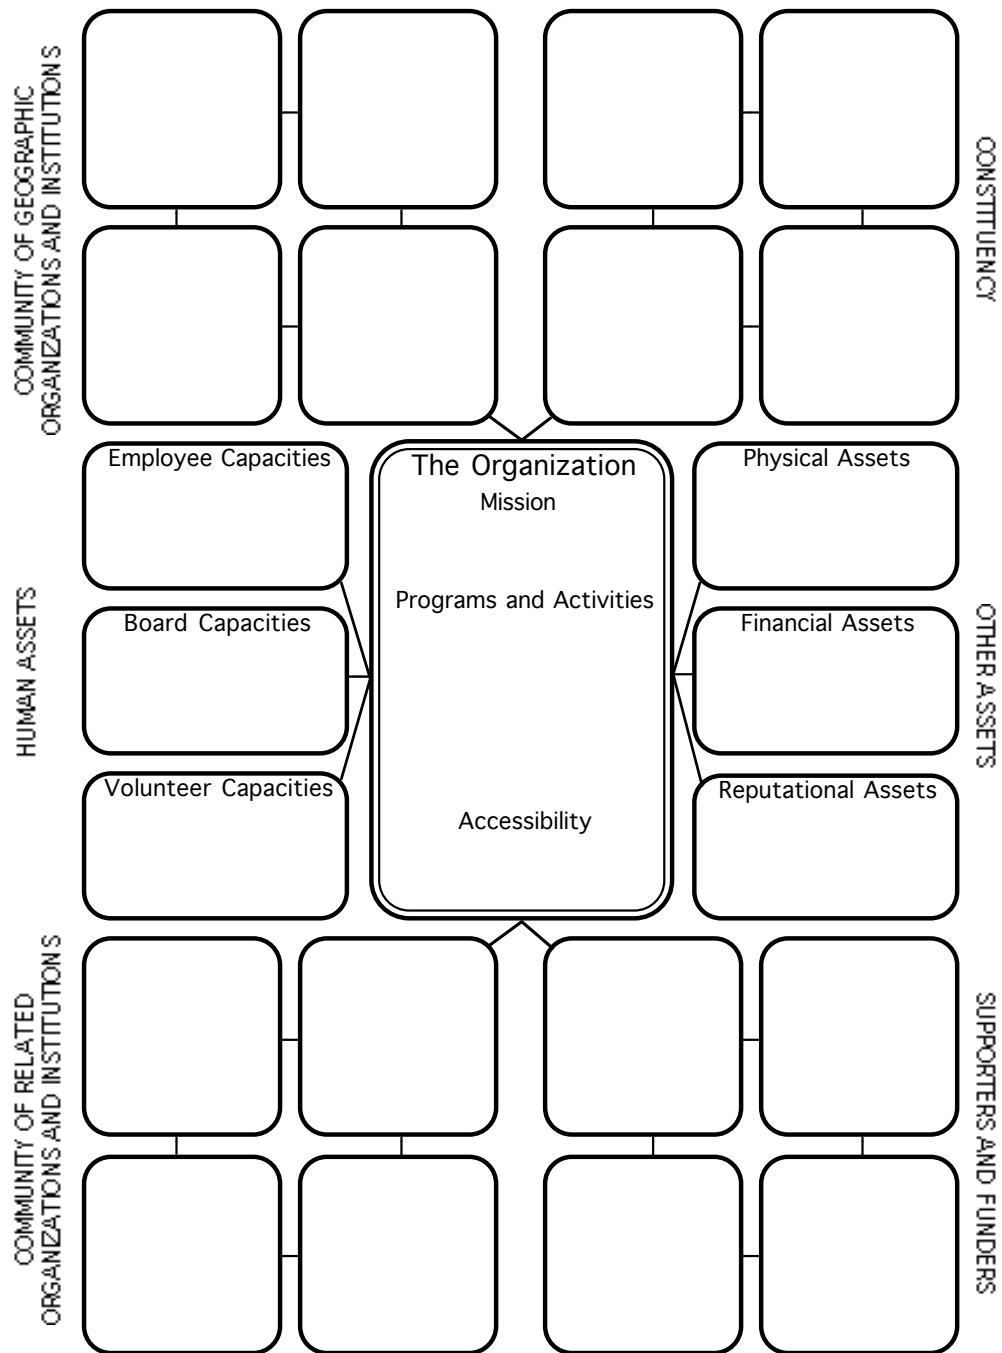 COMMUNITY OF GEOGRAPHIC
ORGANIZATIONS AND INSTITUTIONS
CONSTITUENCY
Employee Capacities
The Organization
Mission
Physical Assets
Programs and Activities
HUMAN ASSETS
Board Capacities
Financial Assets
OTHER ASSETS
Volunteer Capacities
Reputational Assets
Accessibility
COMMUNITY OF RELATED
ORGANIZATIONS AND INSTITUTIONS
SUPPORTERS AND FUNDERS